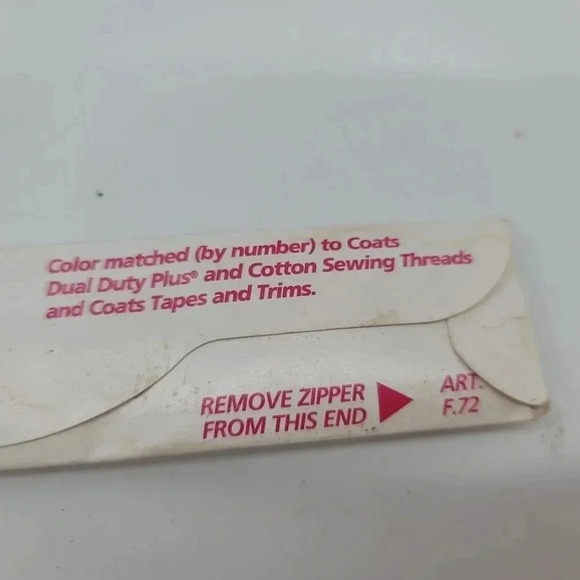 Color matched (by number) to Coats
Dual Duty Plus® and Cotton Sewing Threads
and Coats Tapes and Trims.
REMOVE ZIPPER
FROM THIS END
ART.
F.72